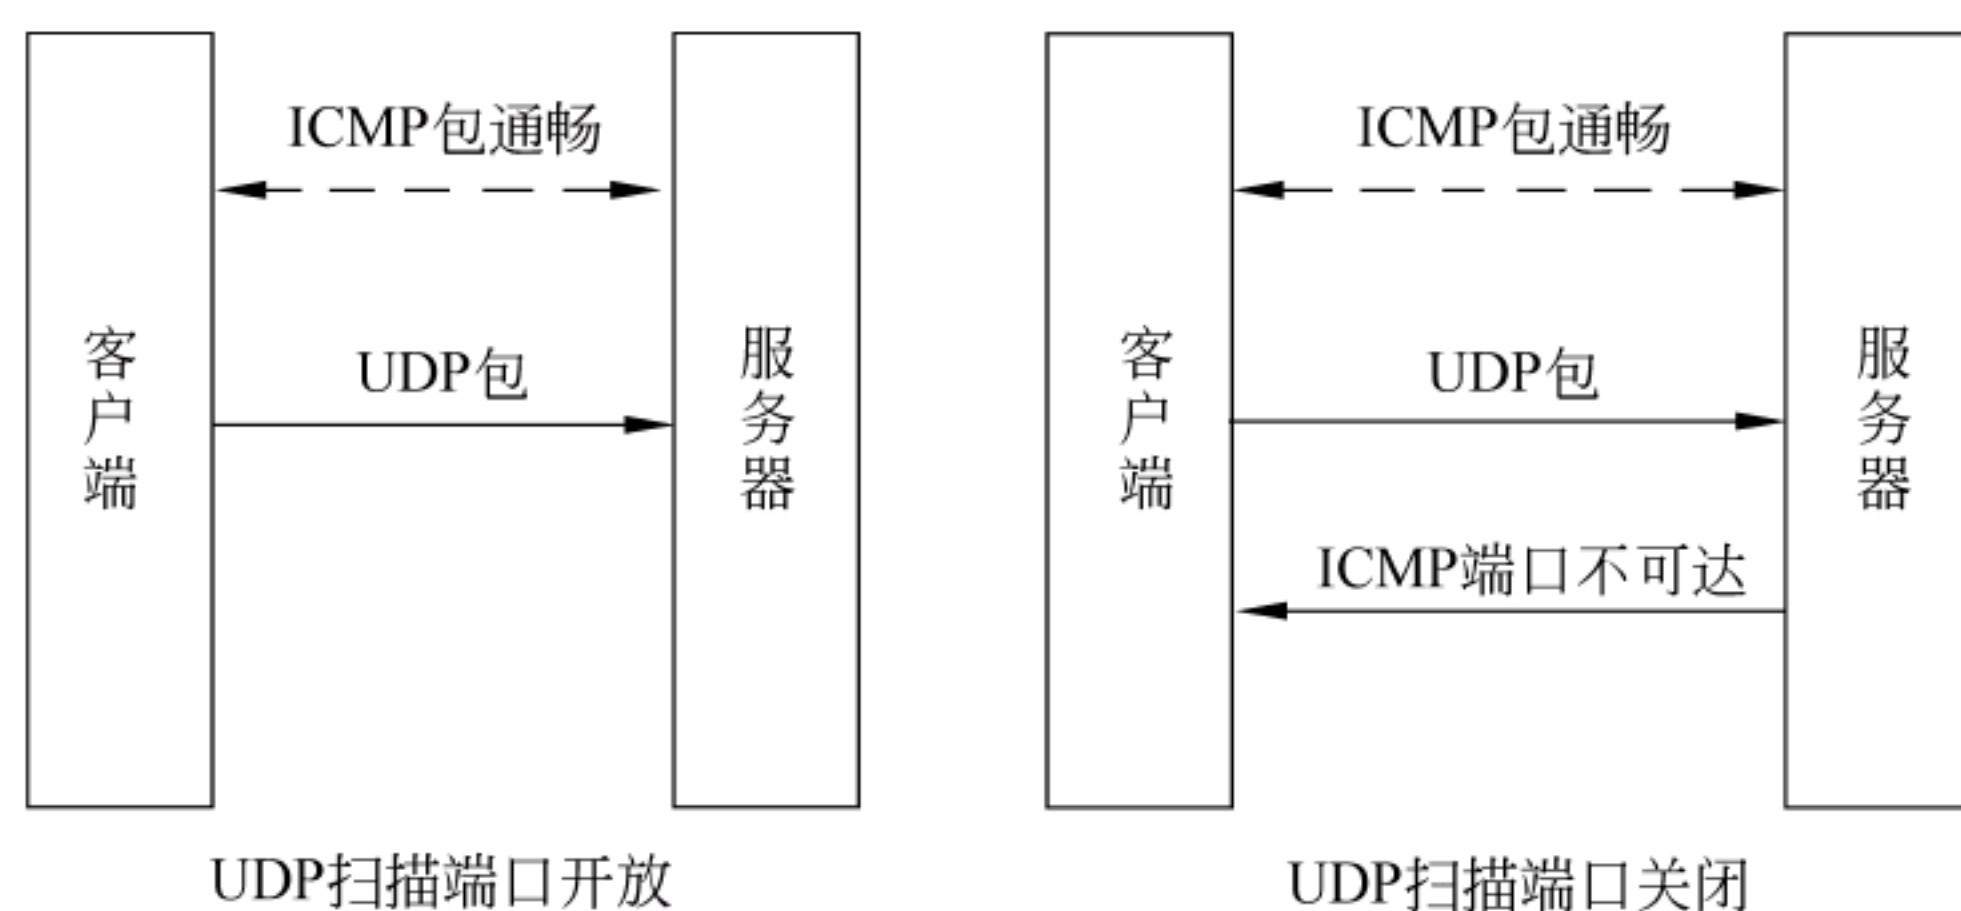 ICMP包通畅
客户端
UDP包
服务器
UDP扫描端口开放
ICMP包通畅
客户端
UDP包
服务器
ICMP端口不可达
UDP扫描端口关闭